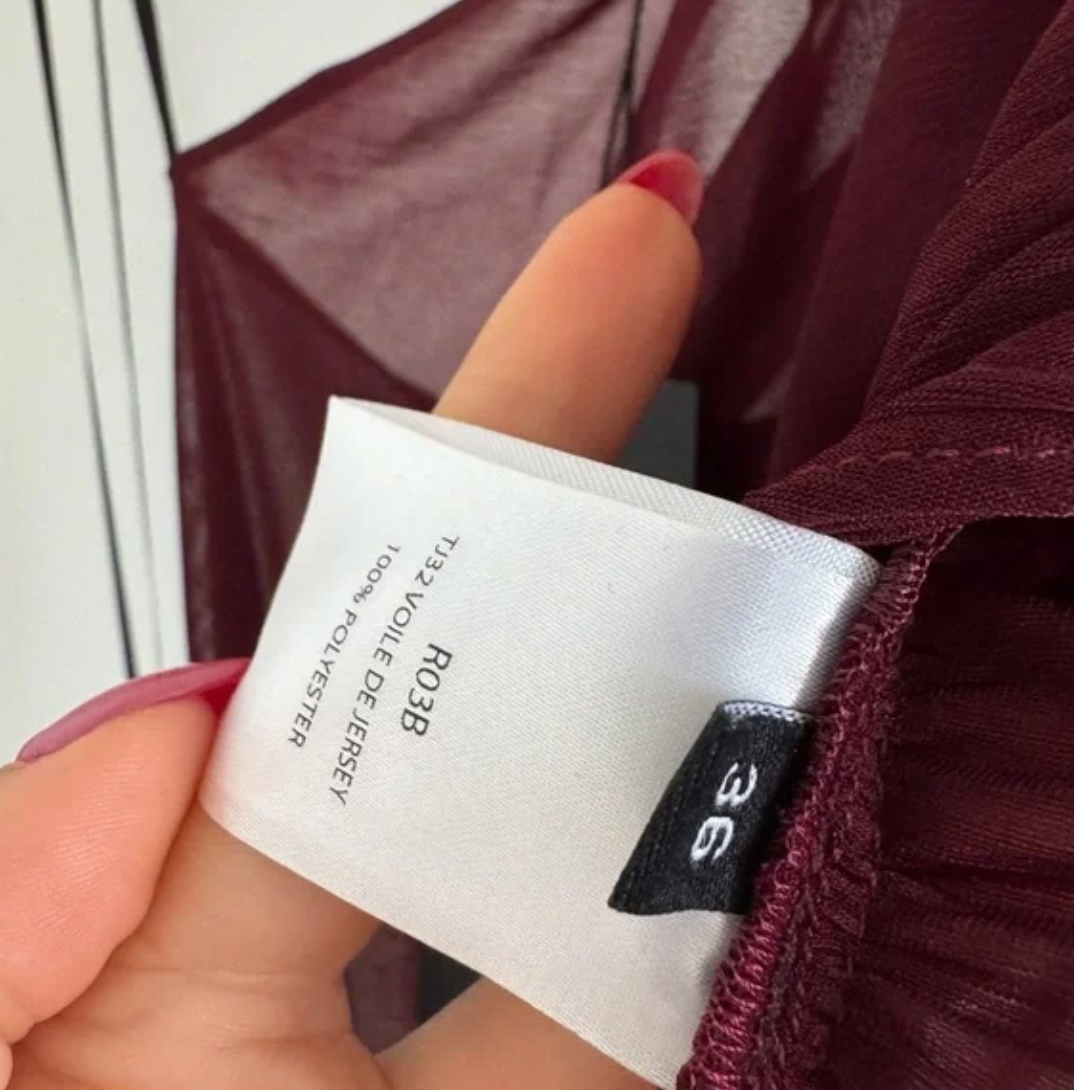 R03B
TJ32 VOILE DE JERSEY
100% POLYESTER
36